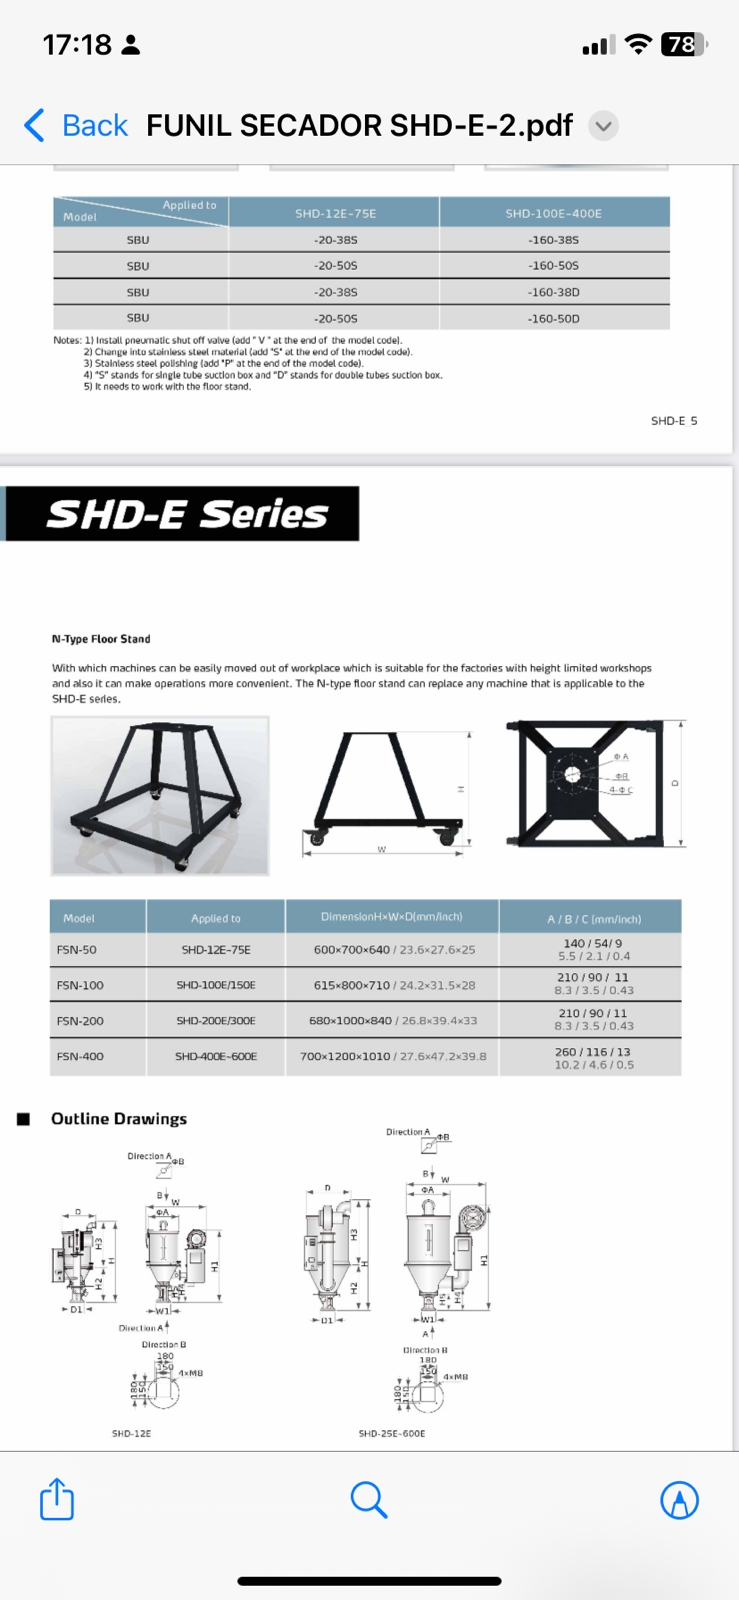 17:18
78
Back FUNIL SECADOR SHD-E-2.pdf
Applied to
Model
SHD-12E~75E
SHD-100E~400E
SBU -20-38S -160-38S
SBU -20-50S -160-50S
SBU -20-38S -160-38D
SBU -20-50S -160-50D
Notes: 1) Install pneumatic shut off valve (add " V " at the end of the model code).
2) Change into stainless steel material (add "S" at the end of the model code).
3) Stainless steel polishing (add "P" at the end of the model code).
4) "S" stands for single tube suction box and "D" stands for double tubes suction box.
5) It needs to work with the floor stand.
SHD-E 5
SHD-E Series
N-Type Floor Stand
With which machines can be easily moved out of workplace which is suitable for the factories with height limited workshops
and also it can make operations more convenient. The N-type floor stand can replace any machine that is applicable to the
SHD-E series.
H
W
Φ A
ΦB
4-Φ C
D
Model Applied to DimensionH×W×D(mm/inch) A / B / C (mm/inch)
FSN-50 SHD-12E~75E 600×700×640 / 23.6×27.6×25 140 / 54/ 9
5.5 / 2.1 / 0.4
FSN-100 SHD-100E/150E 615×800×710 / 24.2×31.5×28 210 / 90 / 11
8.3 / 3.5 / 0.43
FSN-200 SHD-200E/300E 680×1000×840 / 26.8×39.4×33 210 / 90 / 11
8.3 / 3.5 / 0.43
FSN-400 SHD-400E~600E 700×1200×1010 / 27.6×47.2×39.8 260 / 116 / 13
10.2 / 4.6 / 0.5
Outline Drawings
Direction A
ΦB
B
W
ΦA
D
H3
H
H2
H1
H4
D1
W1
Direction A
Direction B
180
150
4×M8
180
150
SHD-12E
Direction A
ΦB
B
W
ΦA
D
H3
H
H2
H1
H5
H4
D1
W1
A
Direction B
180
150
4×M8
180
150
SHD-25E~600E